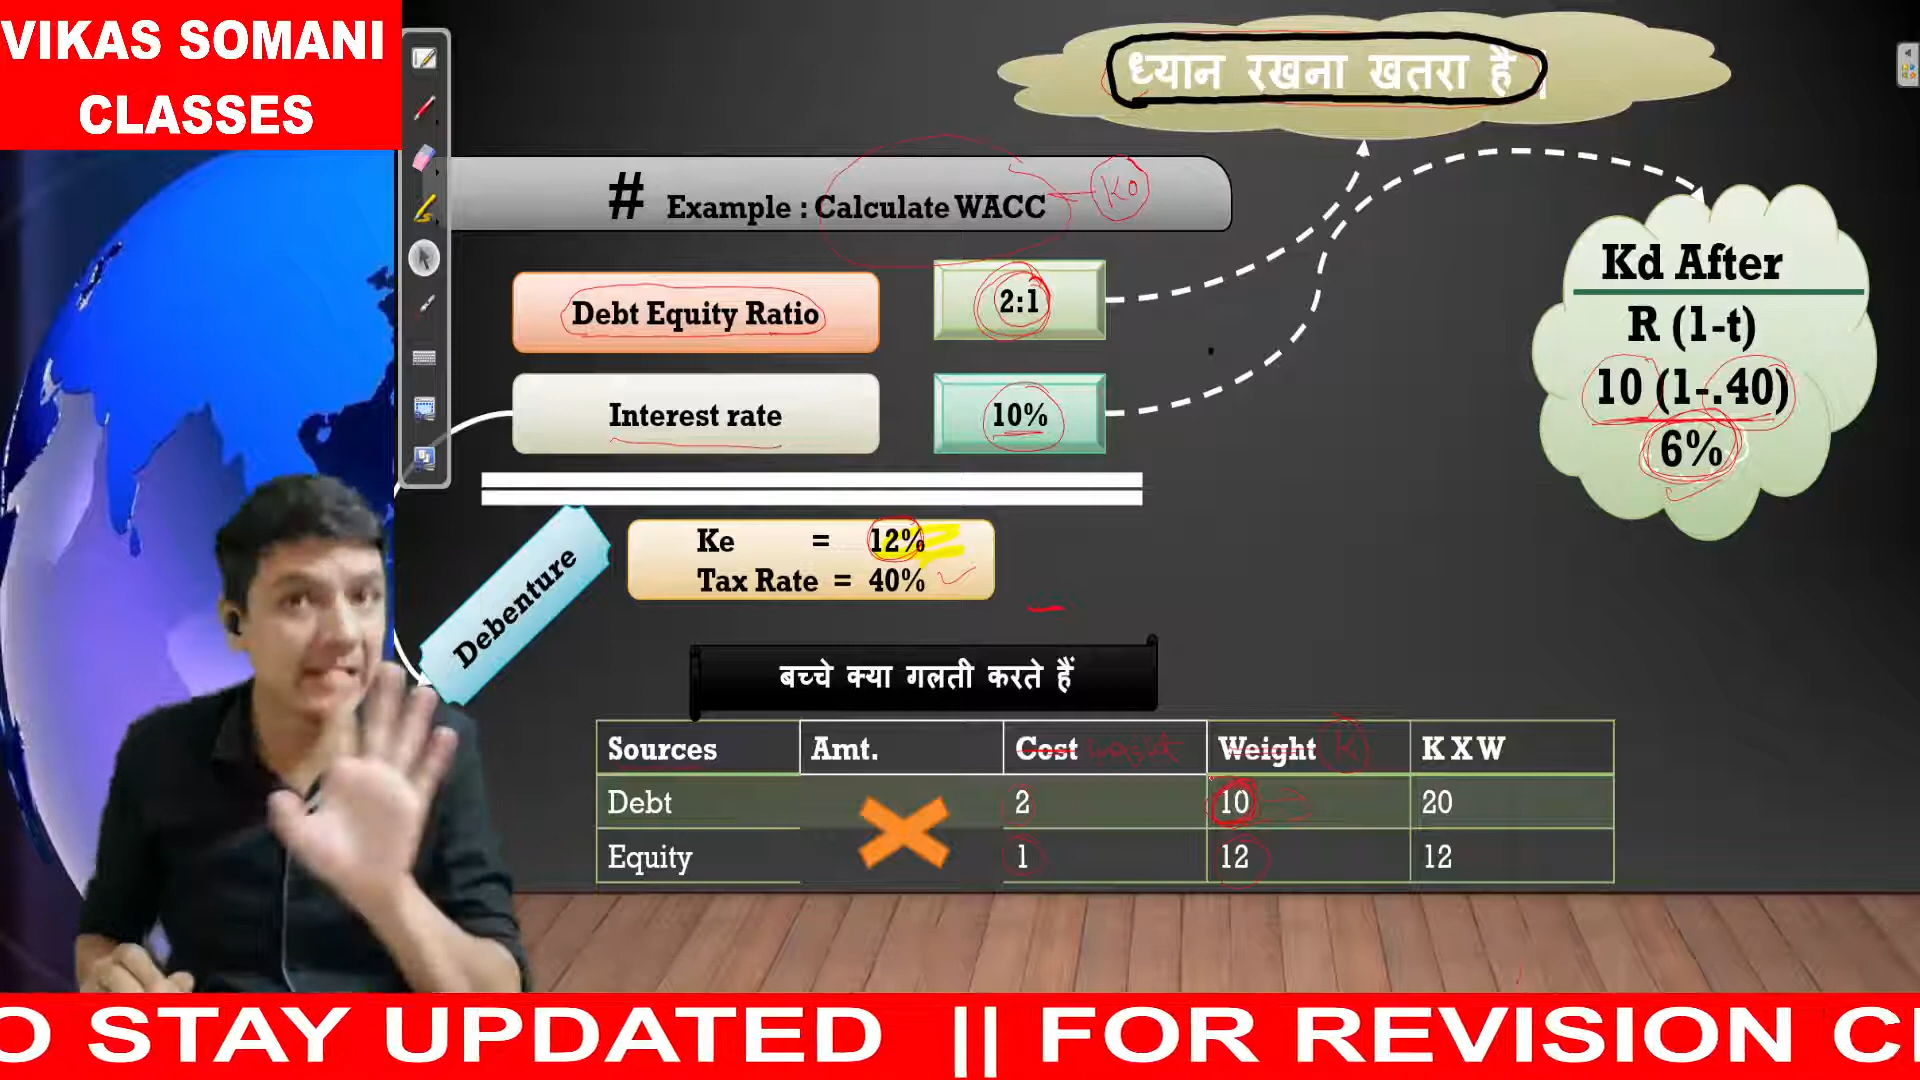 VIKAS SOMANI
CLASSES
ध्यान रखना खतरा है |
# Example : Calculate WACC
Ko
Debt Equity Ratio
2:1
Interest rate
10%
Kd After
R (1-t)
10 (1-.40)
6%
Ke = 12%
Tax Rate = 40%
Debenture
बच्चे क्या गलती करते हैं
Sources Amt. Cost weight Weight K K X W
Debt 2 10 20
Equity 1 12 12
O STAY UPDATED || FOR REVISION C